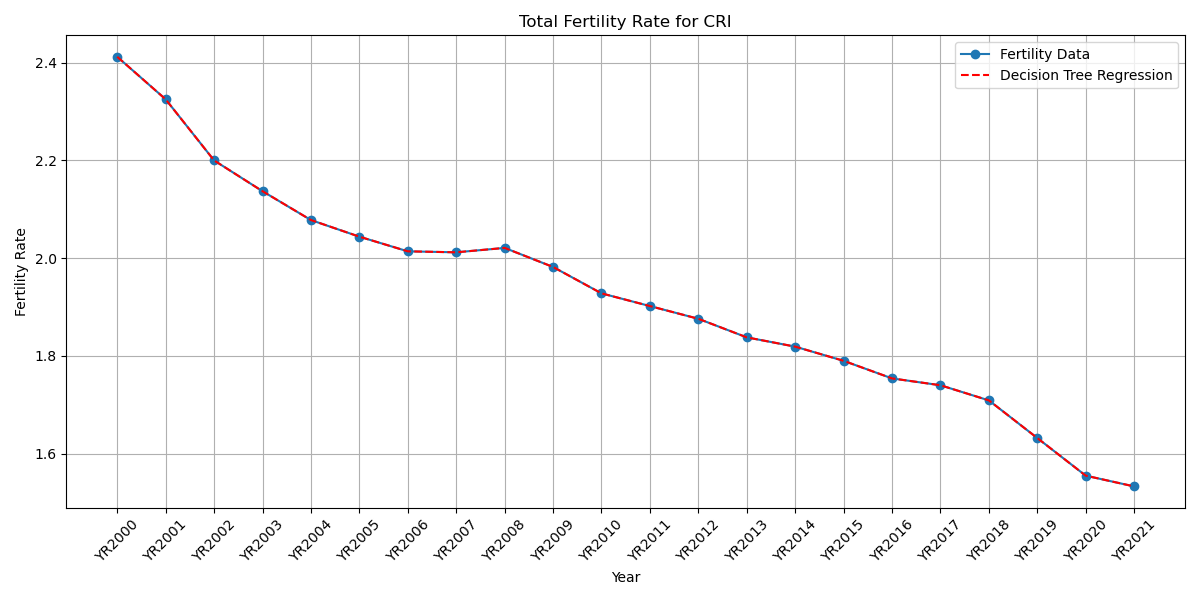 Total Fertility Rate for CRI
Fertility Data
Decision Tree Regression
Fertility Rate
2.4
2.2
2.0
1.8
1.6
YR2000
YR2001
YR2002
YR2003
YR2004
YR2005
YR2006
YR2007
YR2008
YR2009
YR2010
YR2011
YR2012
YR2013
YR2014
YR2015
YR2016
YR2017
YR2018
YR2019
YR2020
YR2021
Year